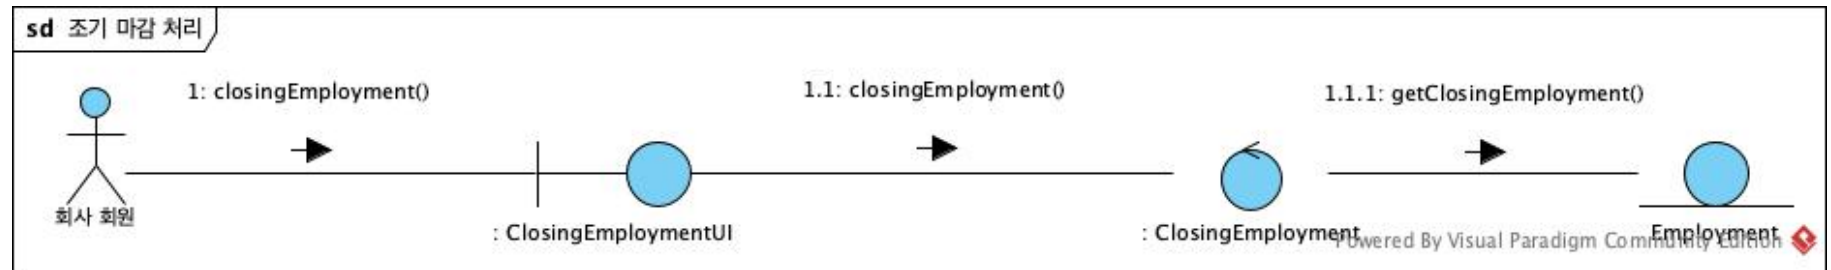 sd 조기 마감 처리
1: closingEmployment()
1.1: closingEmployment()
1.1.1: getClosingEmployment()
회사 회원
: ClosingEmploymentUI
: ClosingEmployment
Employment
Powered By Visual Paradigm Community Edition